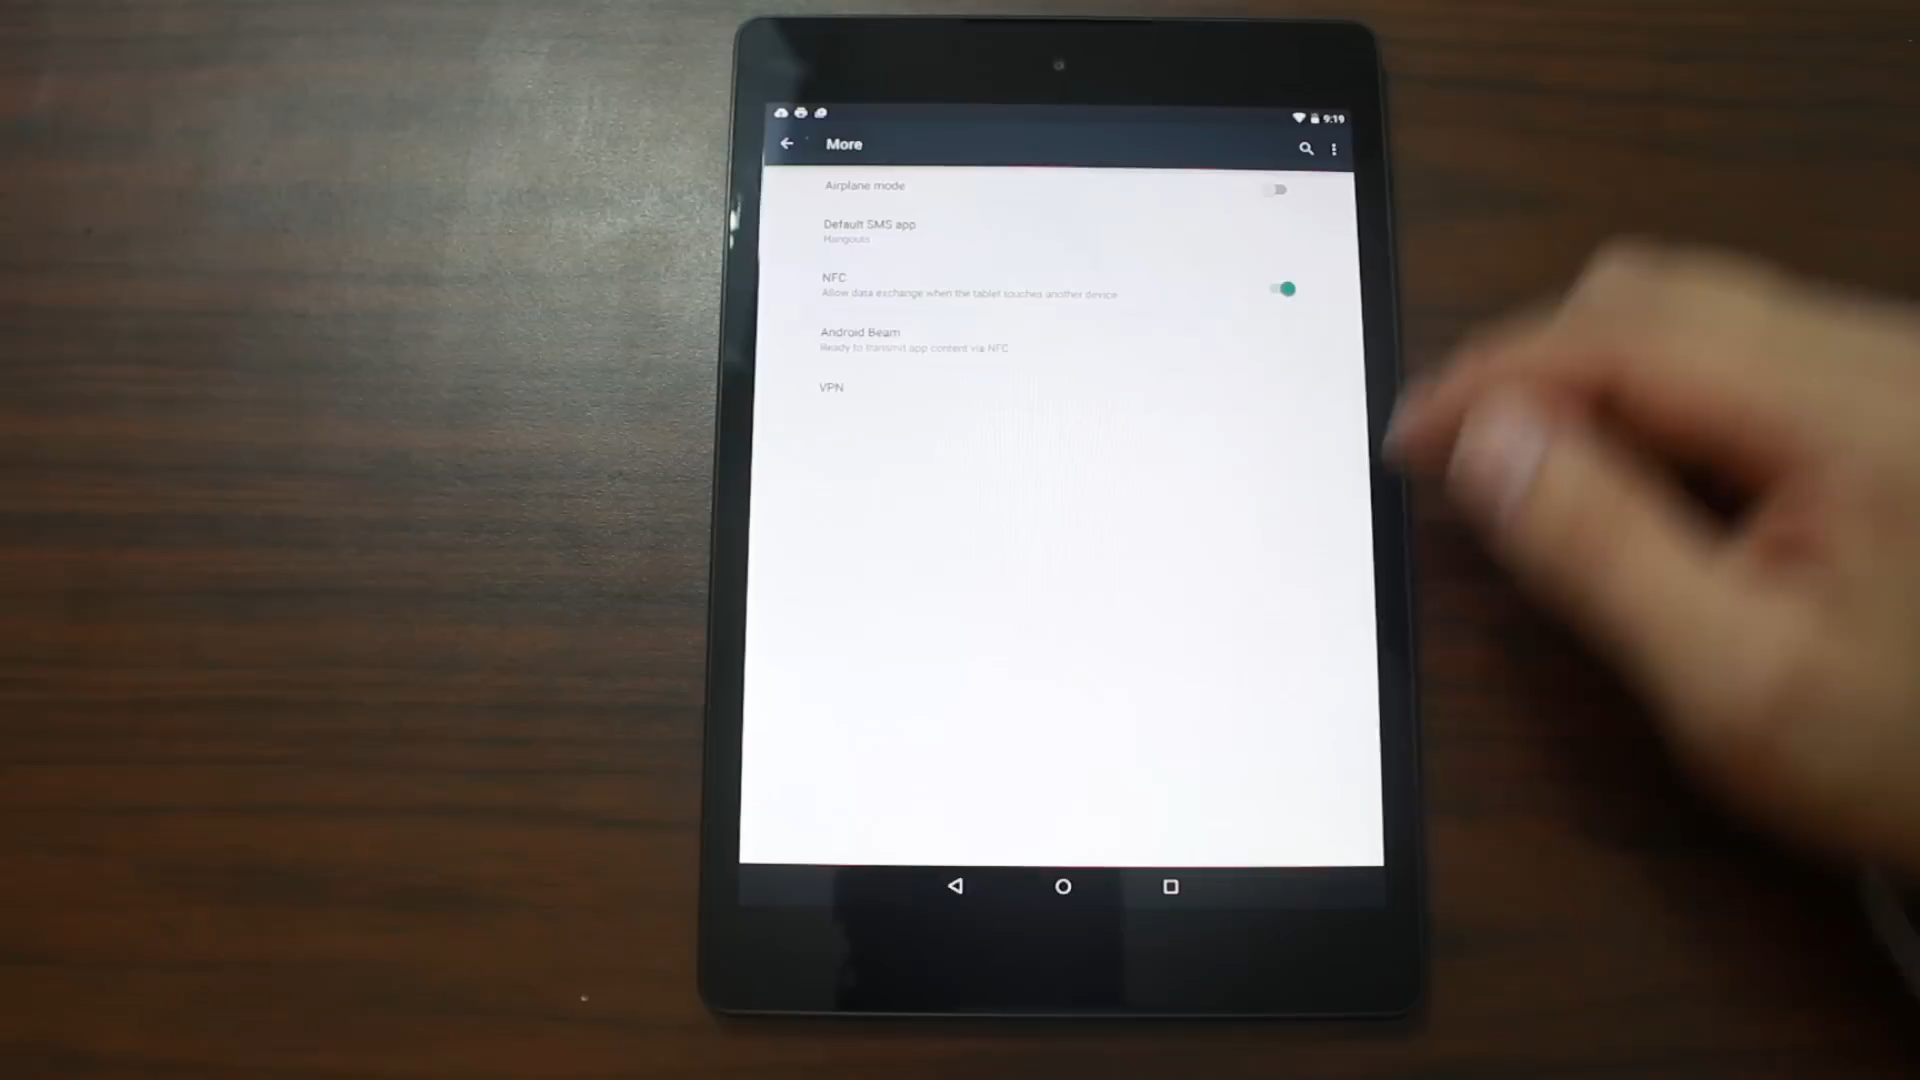 9:19
More
Airplane mode
Default SMS app
Hangouts
NFC
Allow data exchange when the tablet touches another device
Android Beam
Ready to transmit app content via NFC
VPN